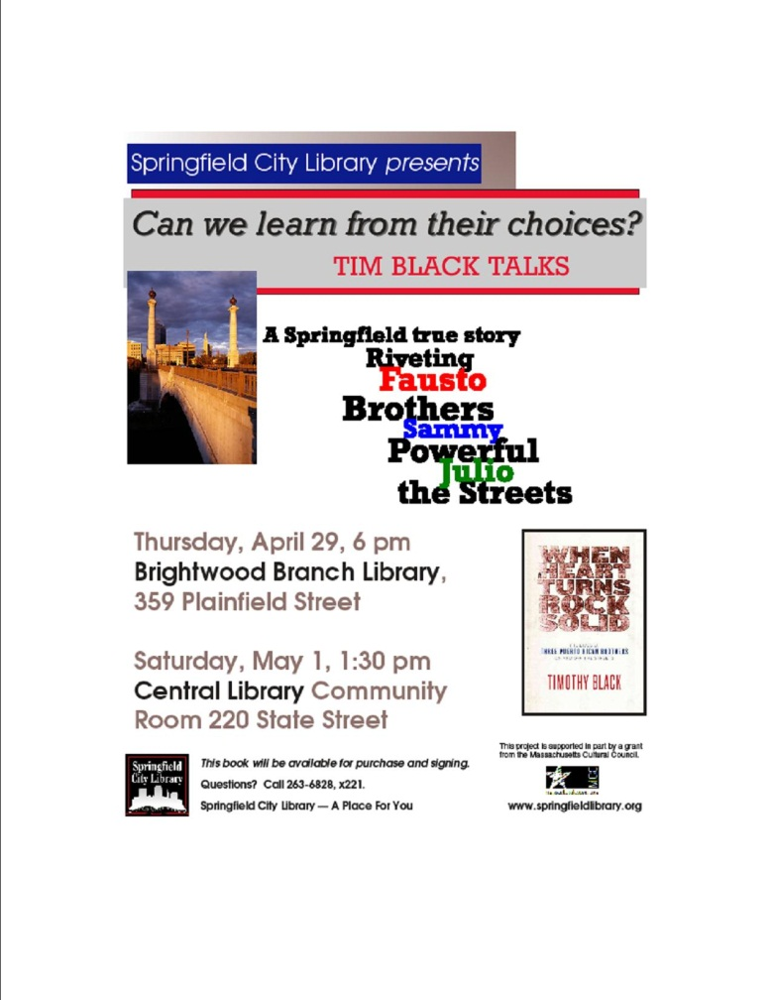 Springfield City Library presents
Can we learn from their choices?
TIM BLACK TALKS
A Springfield true story
Riveting
Fausto
Brothers
Sammy
Powerful
Julio
the Streets
Thursday, April 29, 6 pm
Brightwood Branch Library,
359 Plainfield Street
Saturday, May 1, 1:30 pm
Central Library Community
Room 220 State Street
WHEN
HEART
TURNS
ROCK
SOLID
THREE PUERTO RICAN BROTHERS
TIMOTHY BLACK
This project is supported in part by a grant
from the Massachusetts Cultural Council.
MCC
Springfield
City Library
This book will be available for purchase and signing.
Questions? Call 263-6828, x221.
Springfield City Library — A Place For You
www.springfieldlibrary.org